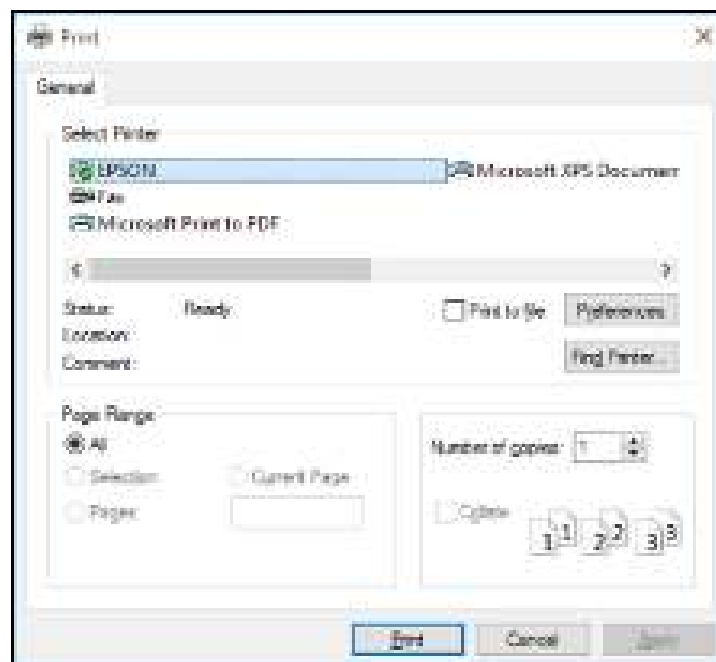 Print
General
Select Printer
EPSON
Microsoft XPS Documen
Fax
Microsoft Print to PDF
Status: Ready
Location:
Comment:
Print to file
Preferences
Find Printer...
Page Range
All
Selection
Current Page
Pages
Number of copies: 1
Collate
1 1 2 2 3 3
Print
Cancel
Apply